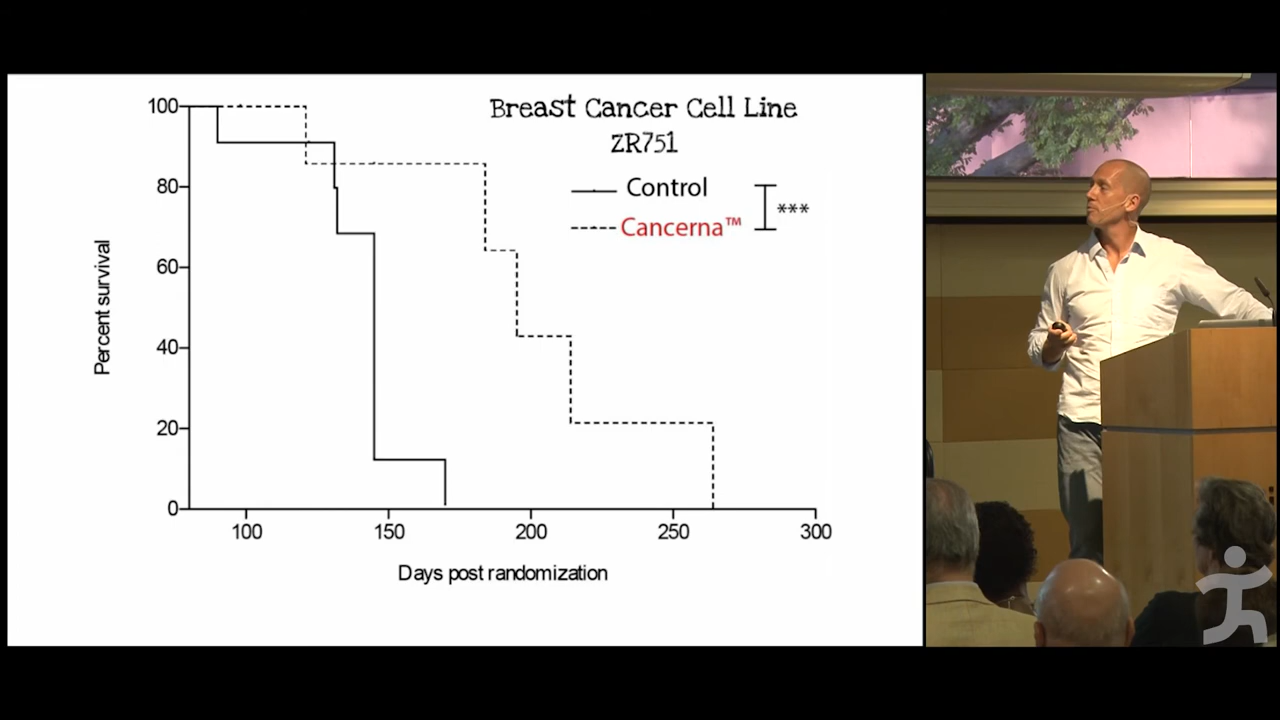 Breast Cancer Cell Line
ZR751
Control
Cancerna™
***
Percent survival
100
80
60
40
20
0
100 150 200 250 300
Days post randomization